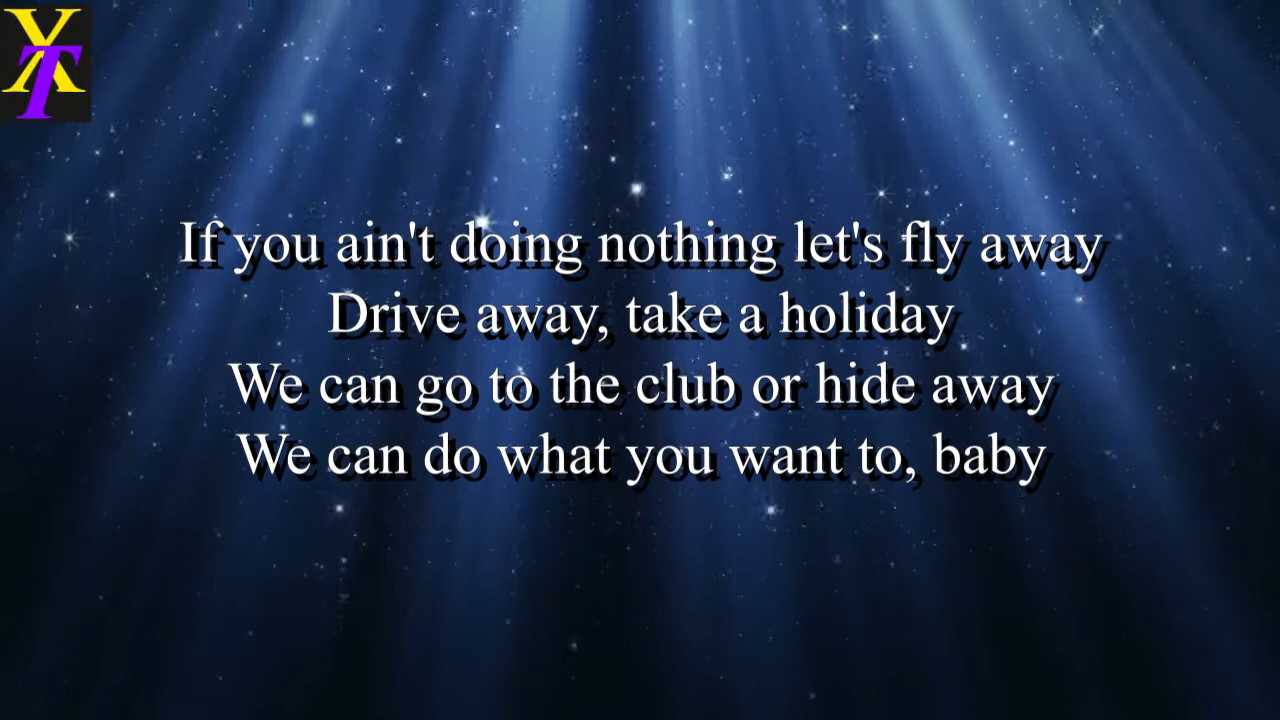 XT
If you ain't doing nothing let's fly away
Drive away, take a holiday
We can go to the club or hide away
We can do what you want to, baby